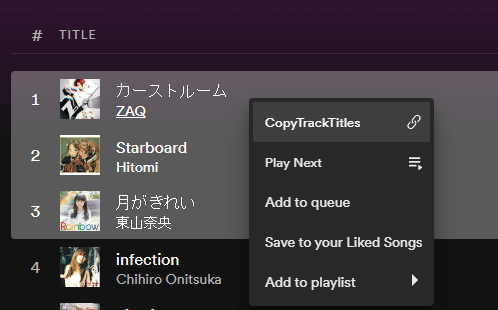 # TITLE
1 カーストルーム
ZAQ
2 Starboard
Hitomi
3 月がきれい
東山奈央
4 infection
Chihiro Onitsuka
CopyTrackTitles
Play Next
Add to queue
Save to your Liked Songs
Add to playlist
Rainbow